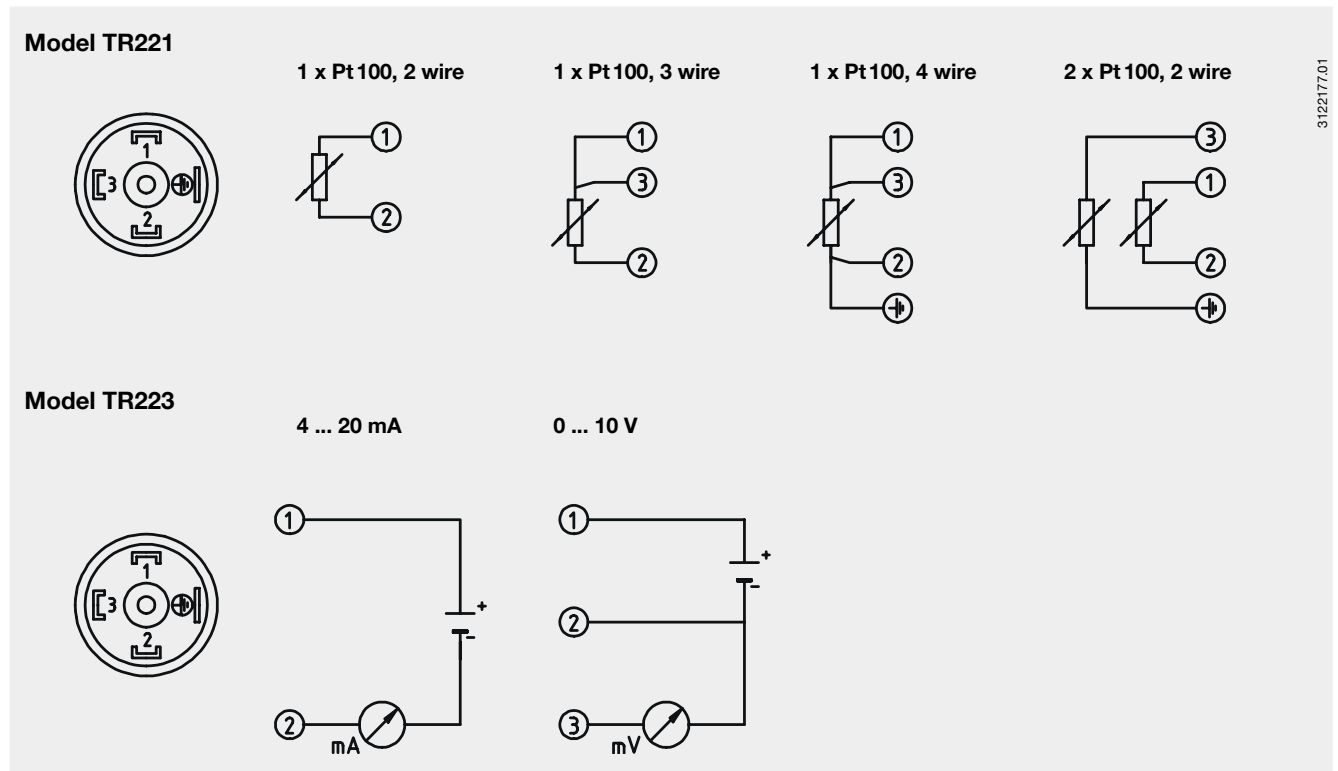 Model TR221
1 x Pt100, 2 wire
1 x Pt100, 3 wire
1 x Pt100, 4 wire
2 x Pt100, 2 wire
3122177.01
1
3
2
1
2
1
3
2
1
3
2
3
1
2
Model TR223
4 ... 20 mA
0 ... 10 V
1
3
2
1
+
-
2
mA
1
+
-
2
3
mV